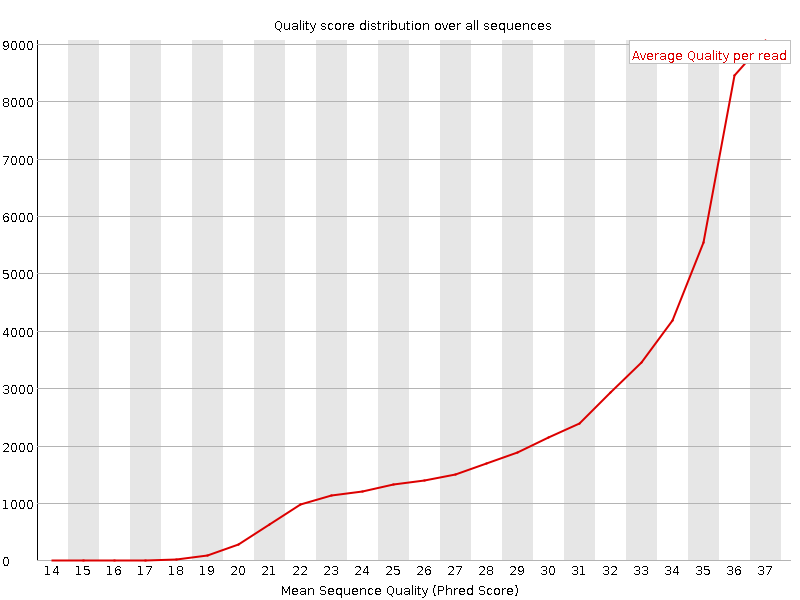 Quality score distribution over all sequences
Average Quality per read
9000
8000
7000
6000
5000
4000
3000
2000
1000
0
14 15 16 17 18 19 20 21 22 23 24 25 26 27 28 29 30 31 32 33 34 35 36 37
Mean Sequence Quality (Phred Score)